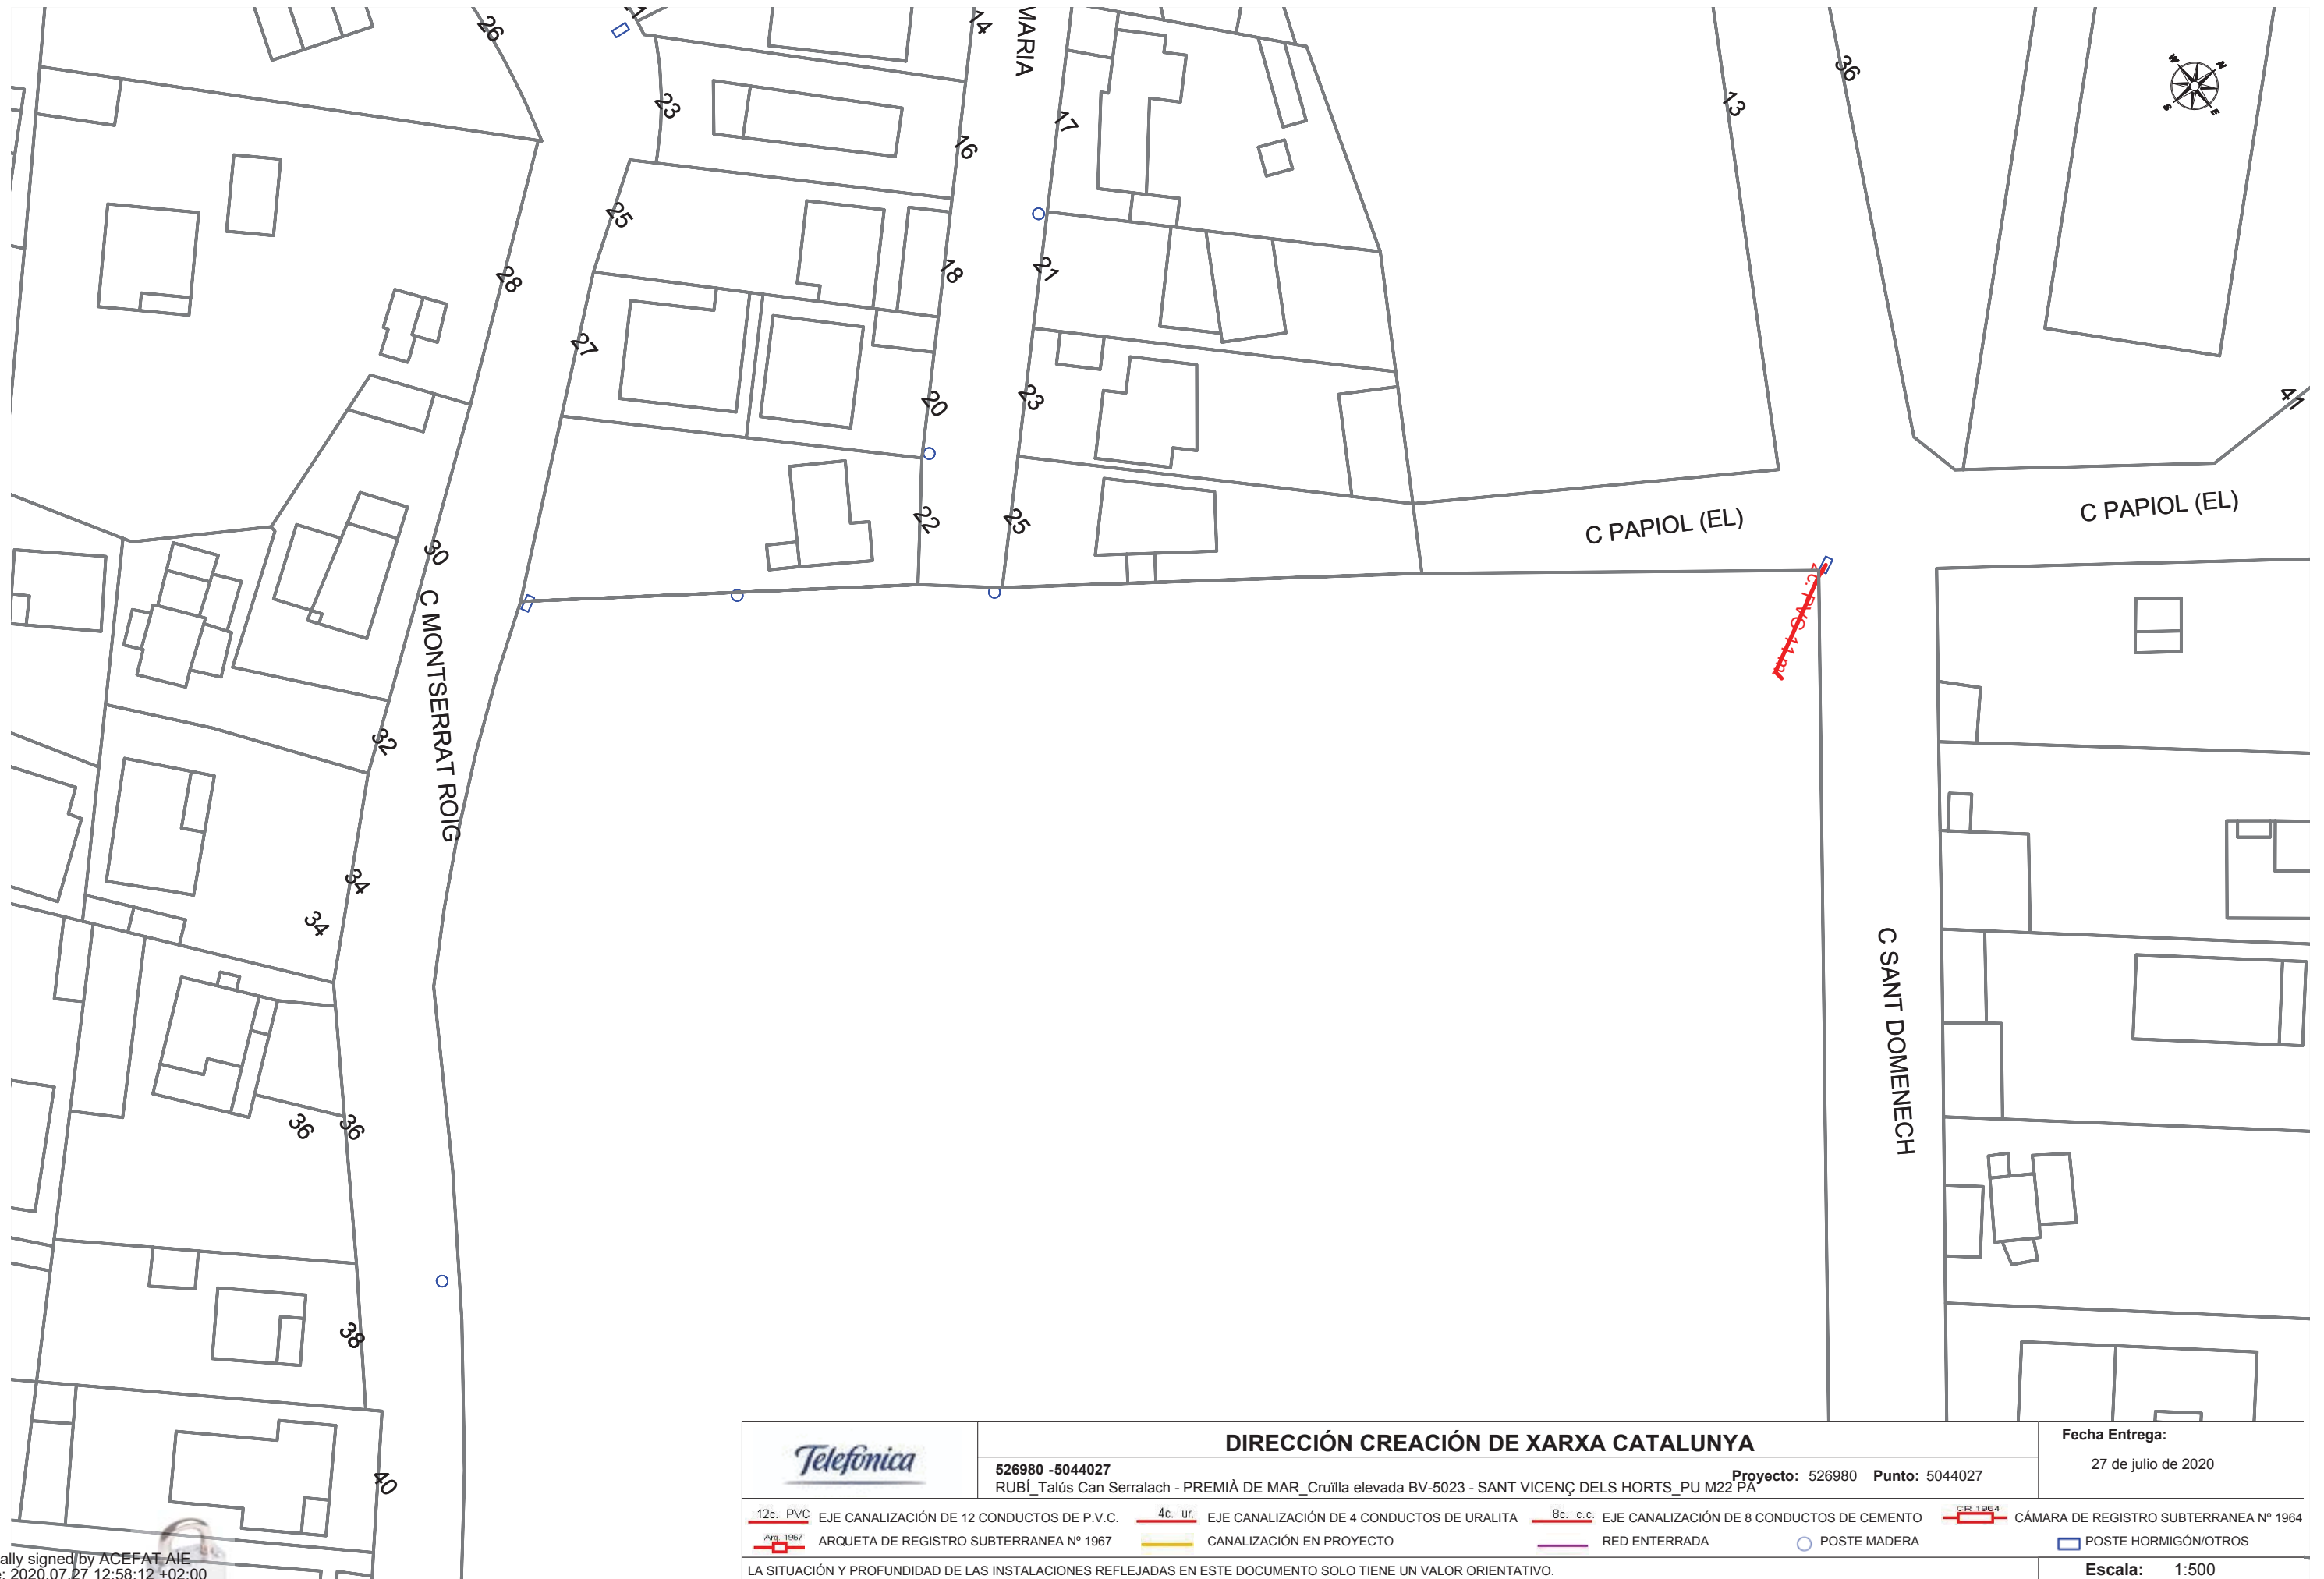 26
14
MARIA
36
13
23
17
16
N
W
S
E
25
18
21
28
27
20
23
41
22
25
C PAPIOL (EL)
C PAPIOL (EL)
30
C MONTSERRAT ROIG
32
34
34
C SANT DOMENECH
36
36
38
40
Telefónica
DIRECCIÓN CREACIÓN DE XARXA CATALUNYA
Fecha Entrega:
27 de julio de 2020
526980 -5044027
RUBÍ_Talús Can Serralach - PREMIÀ DE MAR_Cruïlla elevada BV-5023 - SANT VICENÇ DELS HORTS_PU M22 PA
Proyecto: 526980 Punto: 5044027
12c. PVC EJE CANALIZACIÓN DE 12 CONDUCTOS DE P.V.C. 4c. ur. EJE CANALIZACIÓN DE 4 CONDUCTOS DE URALITA 8c. c.c. EJE CANALIZACIÓN DE 8 CONDUCTOS DE CEMENTO CR 1964 CÁMARA DE REGISTRO SUBTERRANEA Nº 1964
Arq. 1967 ARQUETA DE REGISTRO SUBTERRANEA Nº 1967 CANALIZACIÓN EN PROYECTO RED ENTERRADA POSTE MADERA POSTE HORMIGÓN/OTROS
LA SITUACIÓN Y PROFUNDIDAD DE LAS INSTALACIONES REFLEJADAS EN ESTE DOCUMENTO SOLO TIENE UN VALOR ORIENTATIVO.
Escala: 1:500
ally signed by ACEFAT AIE
e: 2020.07.27 12:58:12 +02:00